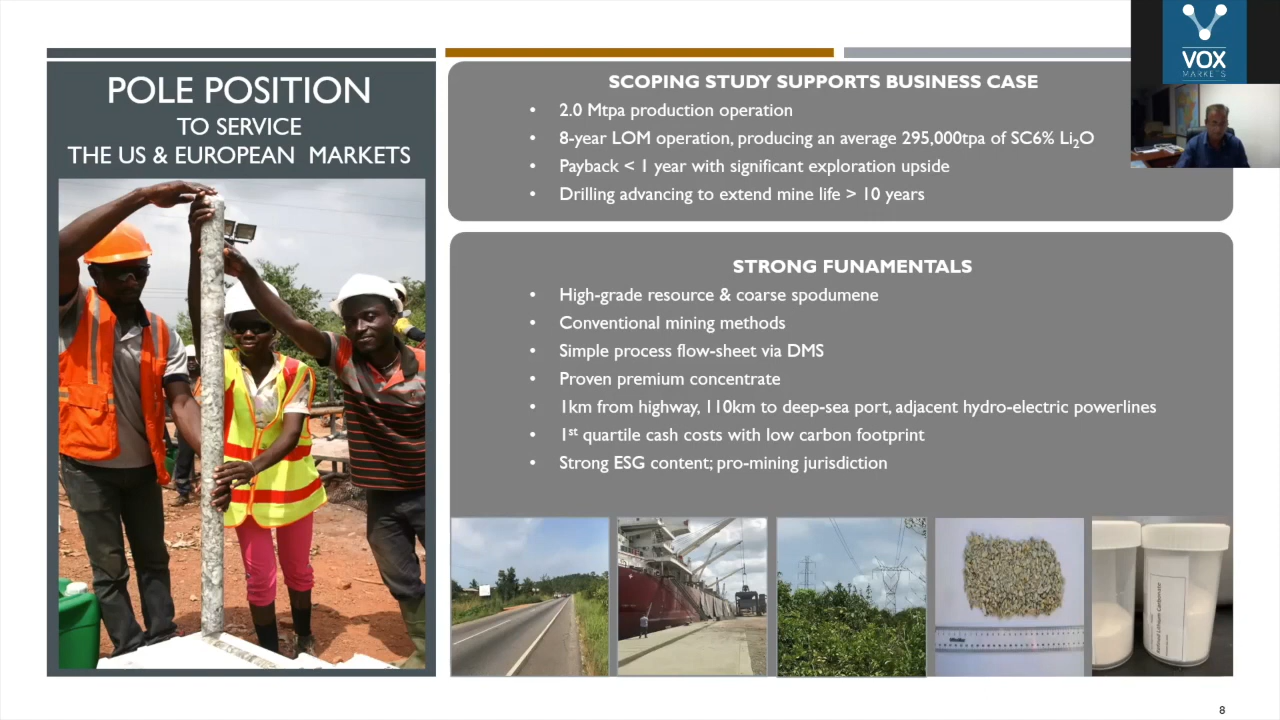 POLE POSITION
TO SERVICE
THE US & EUROPEAN MARKETS
SCOPING STUDY SUPPORTS BUSINESS CASE
• 2.0 Mtpa production operation
• 8-year LOM operation, producing an average 295,000tpa of SC6% Li₂O
• Payback < 1 year with significant exploration upside
• Drilling advancing to extend mine life > 10 years
STRONG FUNAMENTALS
• High-grade resource & coarse spodumene
• Conventional mining methods
• Simple process flow-sheet via DMS
• Proven premium concentrate
• 1km from highway, 110km to deep-sea port, adjacent hydro-electric powerlines
• 1st quartile cash costs with low carbon footprint
• Strong ESG content; pro-mining jurisdiction
VOX
MARKETS
8